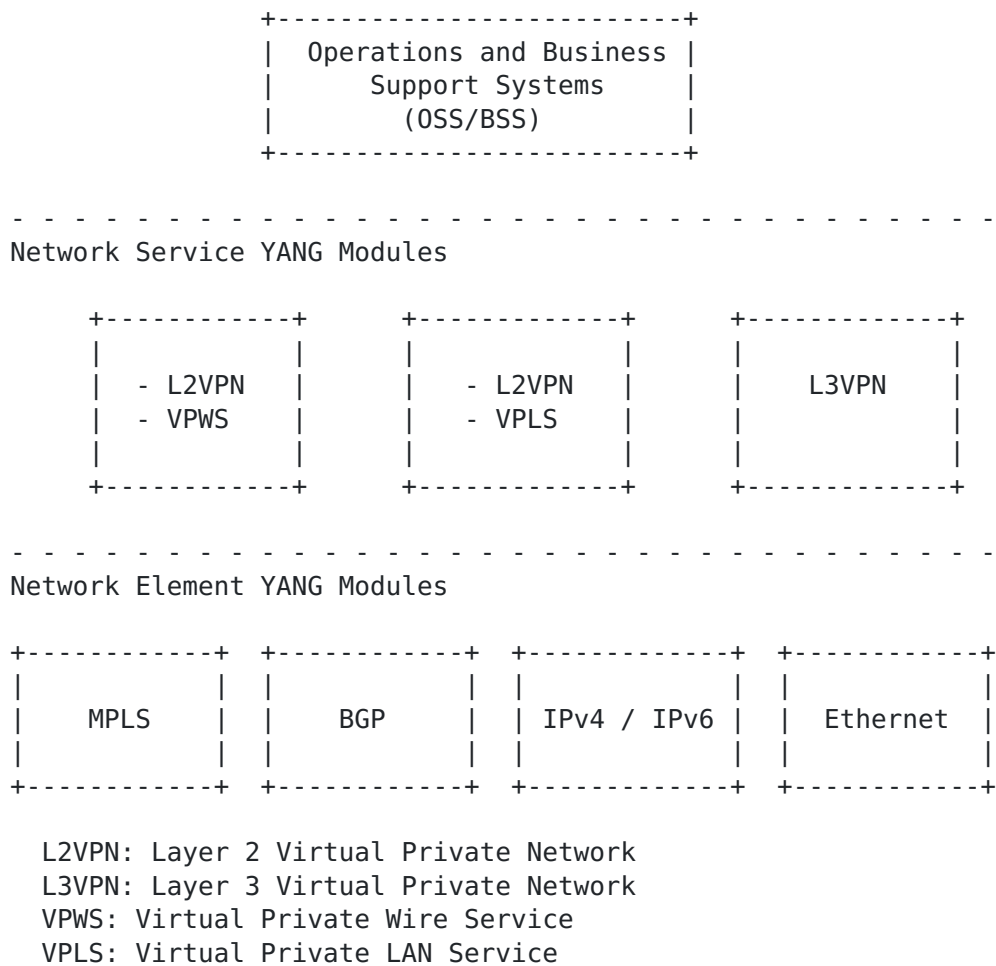 Operations and Business
Support Systems
(OSS/BSS)
Network Service YANG Modules
- L2VPN - L2VPN L3VPN
- VPWS - VPLS
Network Element YANG Modules
MPLS BGP IPv4 / IPv6 Ethernet
L2VPN: Layer 2 Virtual Private Network
L3VPN: Layer 3 Virtual Private Network
VPWS: Virtual Private Wire Service
VPLS: Virtual Private LAN Service